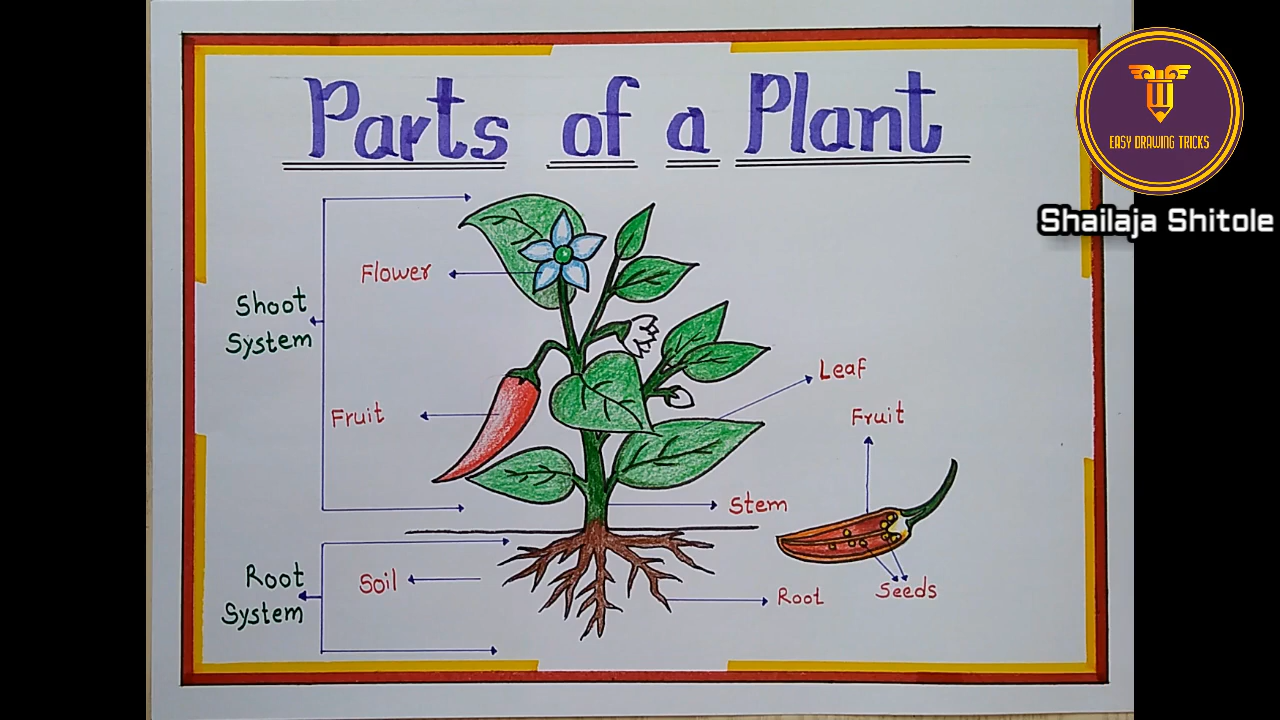 Parts of a Plant
EASY DRAWING TRICKS
Shailaja Shitole
Flower
Shoot
System
Leaf
Fruit
Fruit
Stem
Root
System
Soil
Root
Seeds